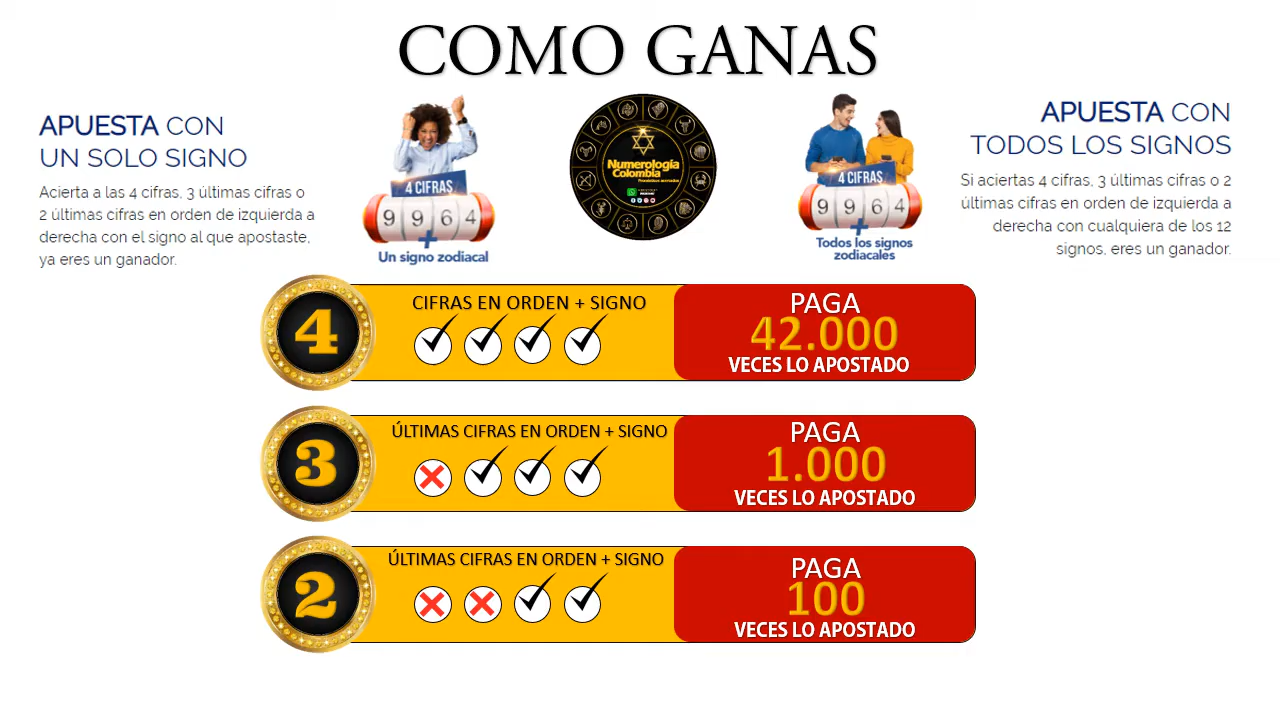 COMO GANAS
APUESTA CON
UN SOLO SIGNO
Acierta a las 4 cifras, 3 últimas cifras o
2 últimas cifras en orden de izquierda a
derecha con el signo al que apostaste,
ya eres un ganador.
4 CIFRAS
9 9 6 4
+
Un signo zodiacal
Numerología
Colombia
4 CIFRAS
9 9 6 4
+
Todos los signos
zodiacales
APUESTA CON
TODOS LOS SIGNOS
Si aciertas 4 cifras, 3 últimas cifras o 2
últimas cifras en orden de izquierda a
derecha con cualquiera de los 12
signos, eres un ganador.
4
CIFRAS EN ORDEN + SIGNO
PAGA
42.000
VECES LO APOSTADO
3
ÚLTIMAS CIFRAS EN ORDEN + SIGNO
PAGA
1.000
VECES LO APOSTADO
2
ÚLTIMAS CIFRAS EN ORDEN + SIGNO
PAGA
100
VECES LO APOSTADO